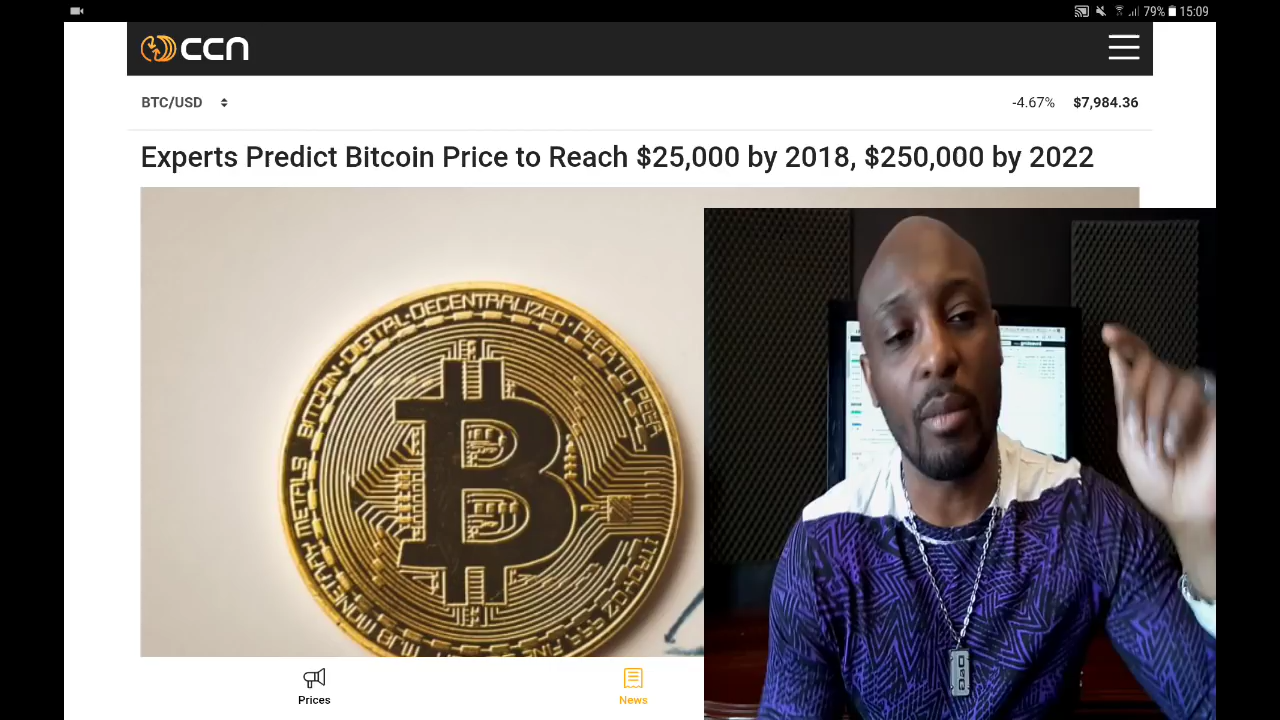 79% 15:09
ccn
BTC/USD -4.67% $7,984.36
Experts Predict Bitcoin Price to Reach $25,000 by 2018, $250,000 by 2022
BITCOIN·DIGITAL·DECENTRALIZED·PEER TO PEER
Prices
News